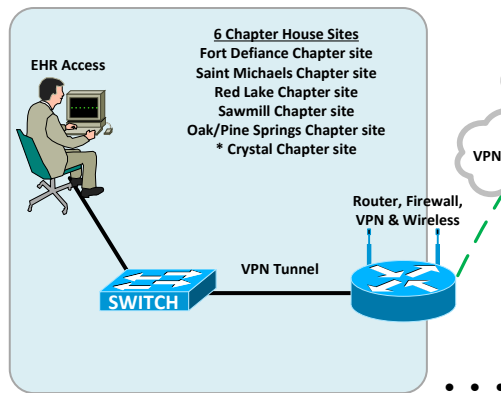 6 Chapter House Sites
Fort Defiance Chapter site
Saint Michaels Chapter site
Red Lake Chapter site
Sawmill Chapter site
Oak/Pine Springs Chapter site
* Crystal Chapter site
EHR Access
VPN
Router, Firewall,
VPN & Wireless
VPN Tunnel
SWITCH